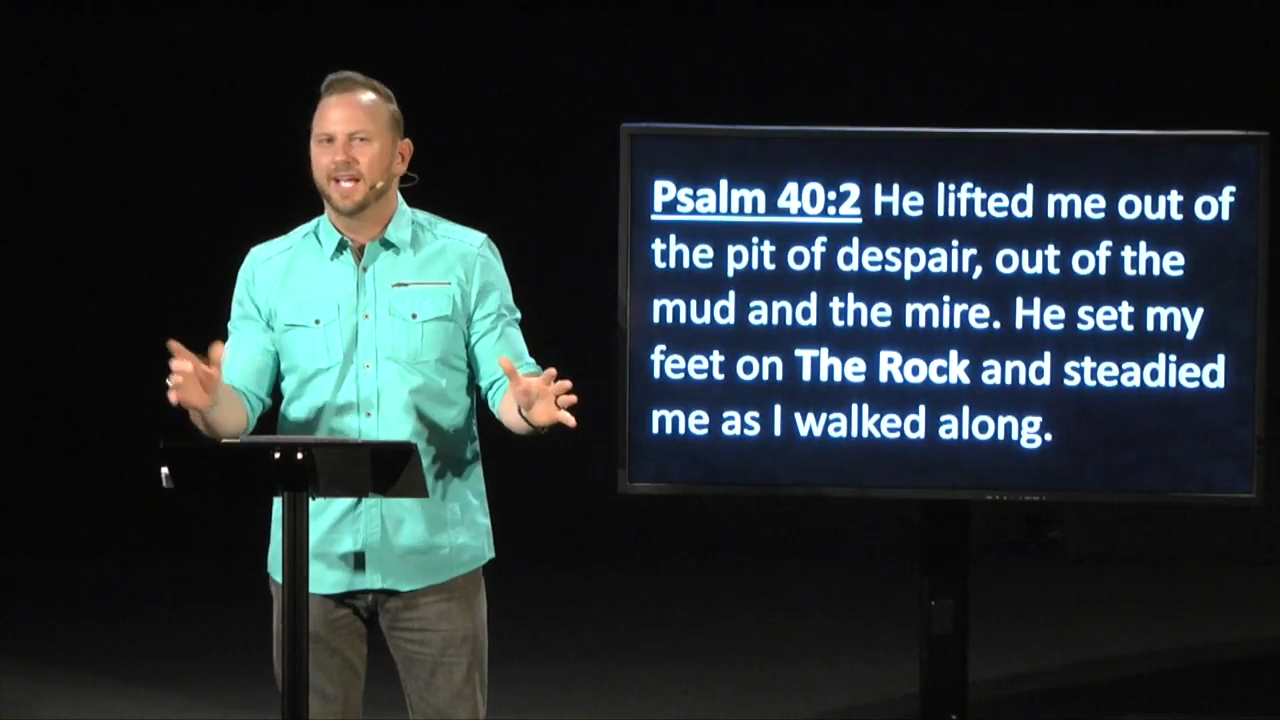 Psalm 40:2 He lifted me out of
the pit of despair, out of the
mud and the mire. He set my
feet on The Rock and steadied
me as I walked along.